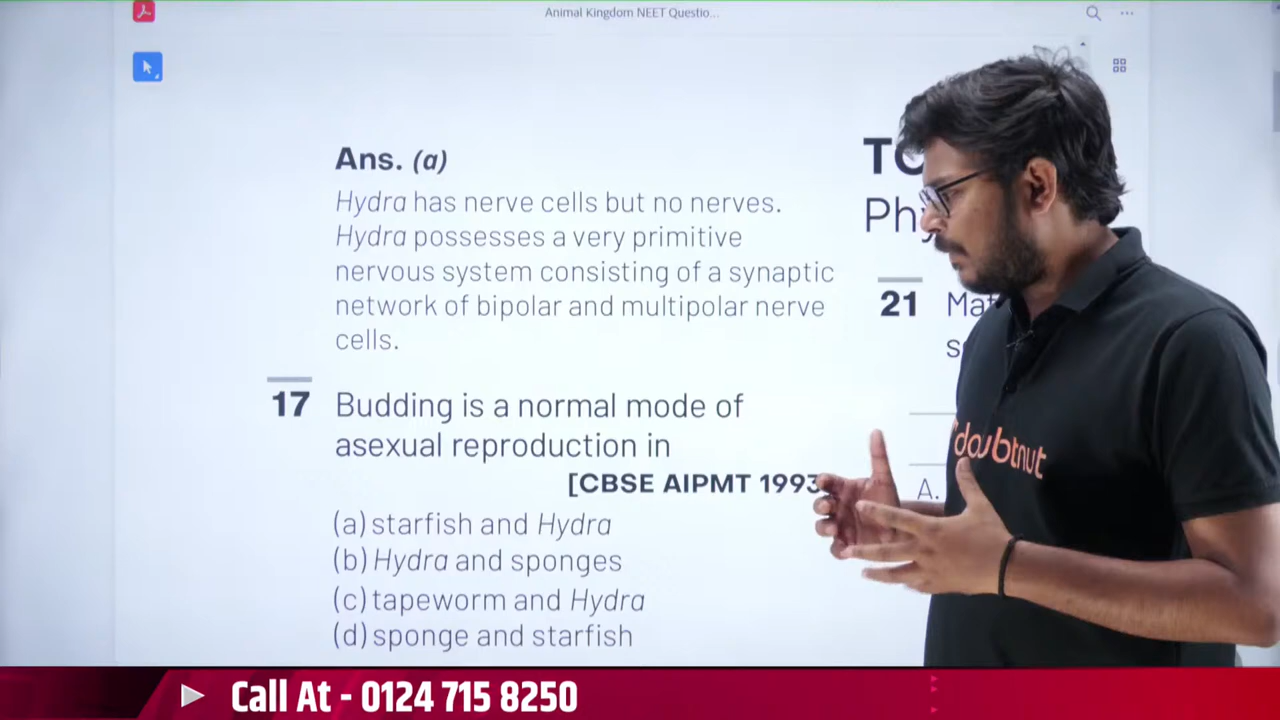 Animal Kingdom NEET Questio...
Ans. (a)
Hydra has nerve cells but no nerves.
Hydra possesses a very primitive
nervous system consisting of a synaptic
network of bipolar and multipolar nerve
cells.
17 Budding is a normal mode of
asexual reproduction in
[CBSE AIPMT 1993
(a) starfish and Hydra
(b) Hydra and sponges
(c) tapeworm and Hydra
(d) sponge and starfish
21
A.
doubtnut
Call At - 0124 715 8250